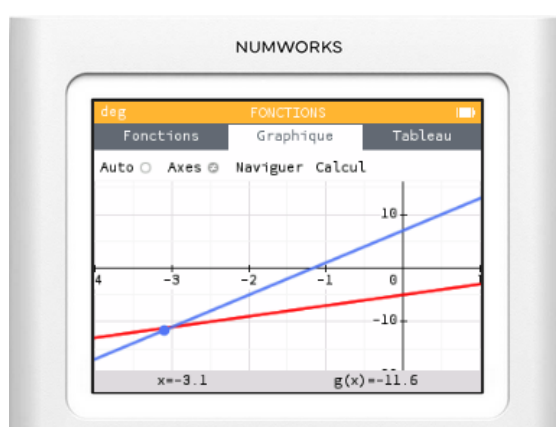 NUMWORKS
deg FONCTIONS
Fonctions Graphique Tableau
Auto Axes Naviguer Calcul
10
-4 -3 -2 -1 0 1
-10
x=-3.1 g(x)=-11.6